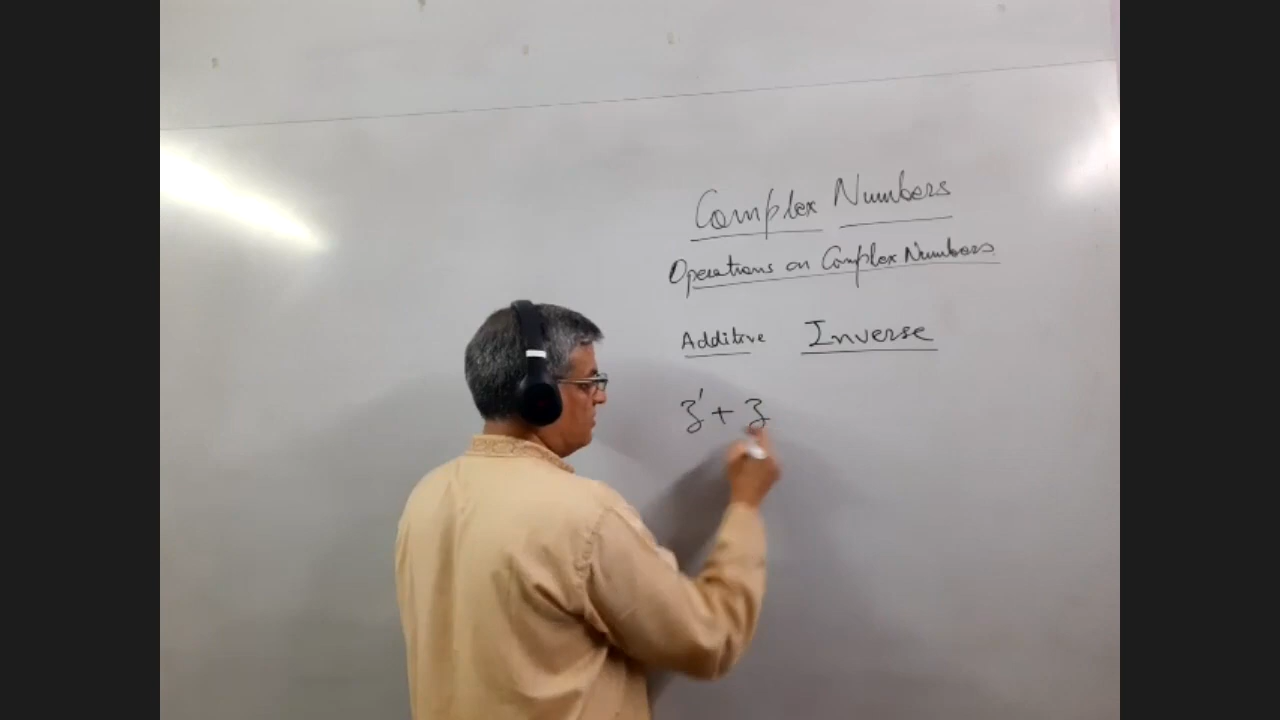 Complex Numbers
Operations on Complex Numbers
Additive Inverse
z' + z